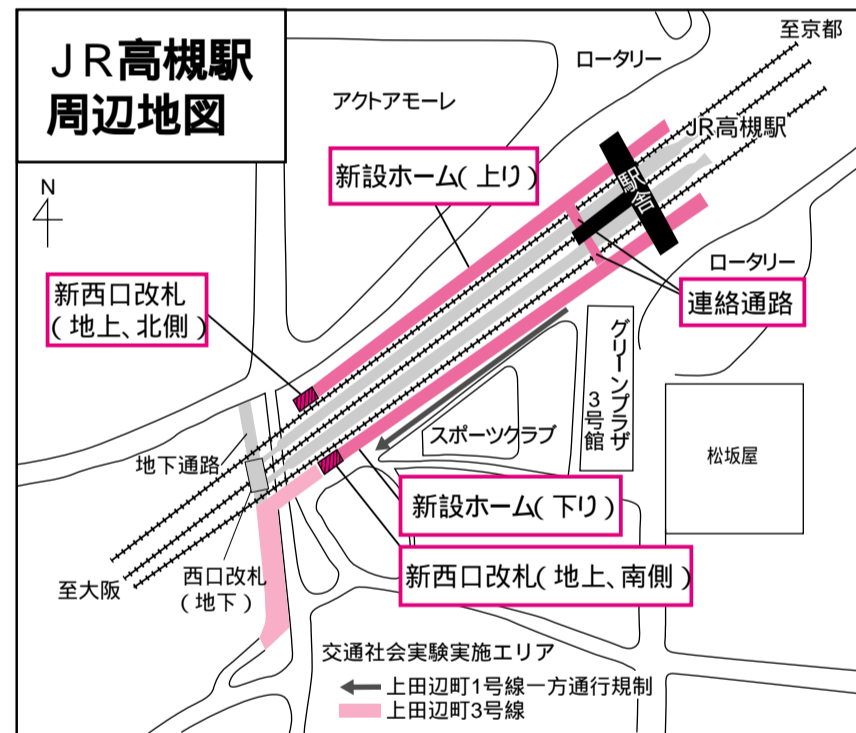 JR高槻駅
周辺地図
至京都
ロータリー
アクトアモーレ
JR高槻駅
新設ホーム(上り)
駅舎
N
ロータリー
新西口改札
(地上、北側)
連絡通路
グリーンプラザ
3号館
スポーツクラブ
松坂屋
地下通路
新設ホーム(下り)
西口改札
(地下)
至大阪
新西口改札(地上、南側)
交通社会実験実施エリア
上田辺町1号線一方通行規制
上田辺町3号線